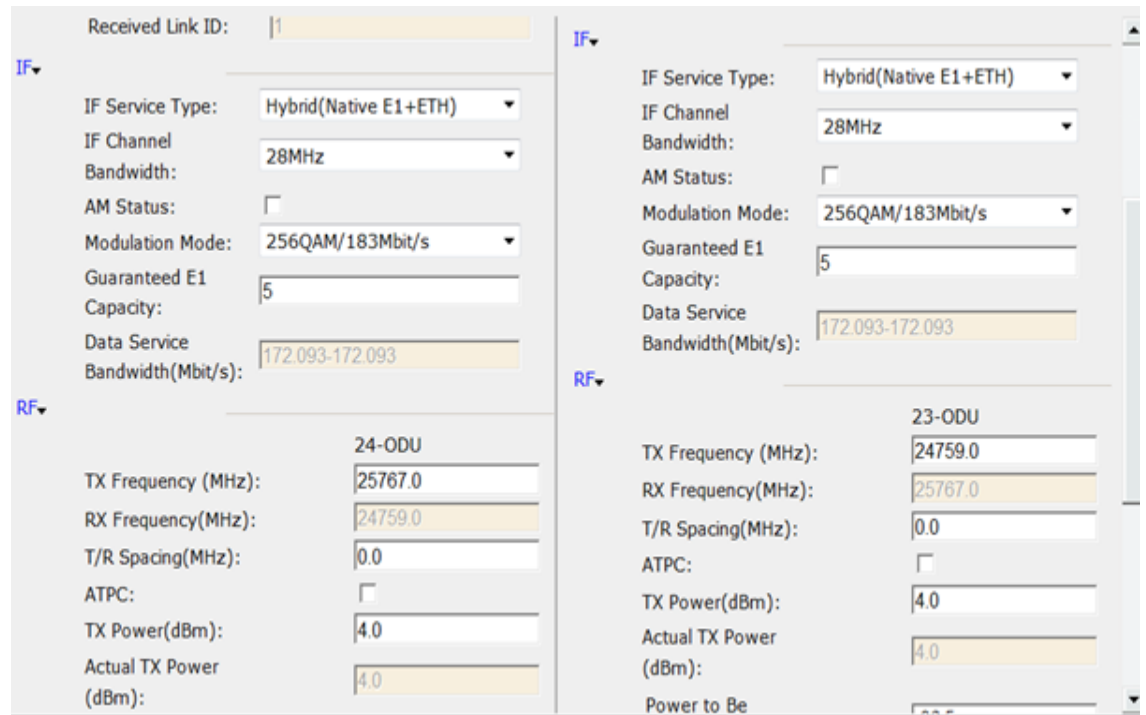 Received Link ID: 1
IF
IF Service Type: Hybrid(Native E1+ETH)
IF Channel
Bandwidth: 28MHz
AM Status:
Modulation Mode: 256QAM/183Mbit/s
Guaranteed E1
Capacity: 5
Data Service
Bandwidth(Mbit/s): 172.093-172.093
RF
24-ODU
TX Frequency (MHz): 25767.0
RX Frequency(MHz): 24759.0
T/R Spacing(MHz): 0.0
ATPC:
TX Power(dBm): 4.0
Actual TX Power
(dBm): 4.0
IF
IF Service Type: Hybrid(Native E1+ETH)
IF Channel
Bandwidth: 28MHz
AM Status:
Modulation Mode: 256QAM/183Mbit/s
Guaranteed E1
Capacity: 5
Data Service
Bandwidth(Mbit/s): 172.093-172.093
RF
23-ODU
TX Frequency (MHz): 24759.0
RX Frequency(MHz): 25767.0
T/R Spacing(MHz): 0.0
ATPC:
TX Power(dBm): 4.0
Actual TX Power
(dBm): 4.0
Power to Be